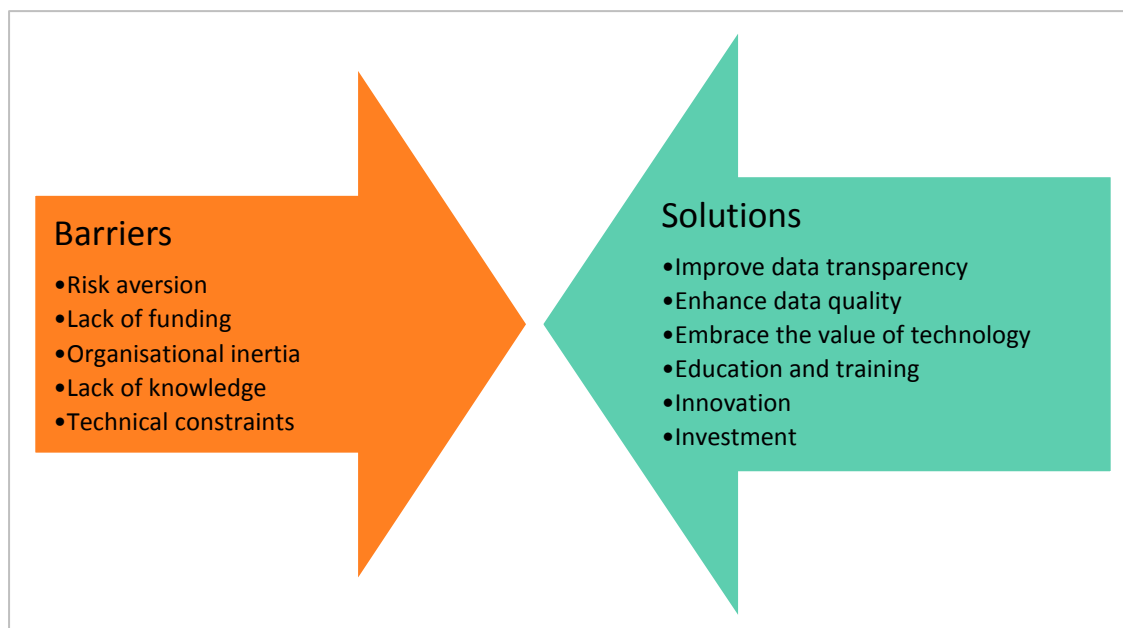 Barriers
•Risk aversion
•Lack of funding
•Organisational inertia
•Lack of knowledge
•Technical constraints
Solutions
•Improve data transparency
•Enhance data quality
•Embrace the value of technology
•Education and training
•Innovation
•Investment